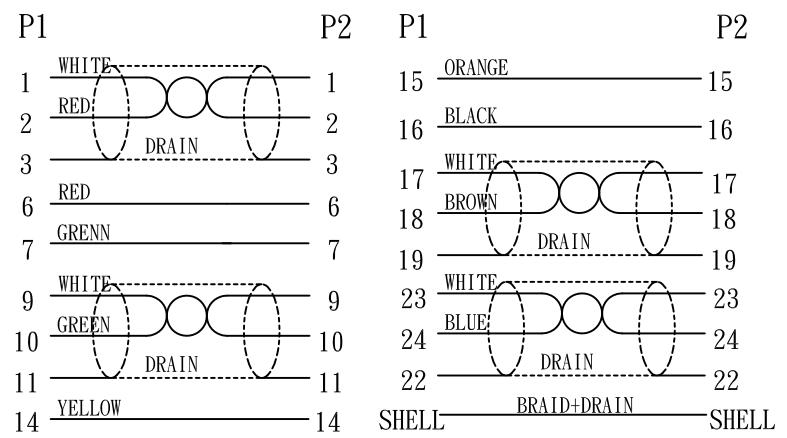 P1 P2
1 WHITE 1
2 RED 2
3 DRAIN 3
6 RED 6
7 GRENN 7
9 WHITE 9
10 GREEN 10
11 DRAIN 11
14 YELLOW 14
P1 P2
15 ORANGE 15
16 BLACK 16
17 WHITE 17
18 BROWN 18
19 DRAIN 19
23 WHITE 23
24 BLUE 24
22 DRAIN 22
SHELL BRAID+DRAIN SHELL